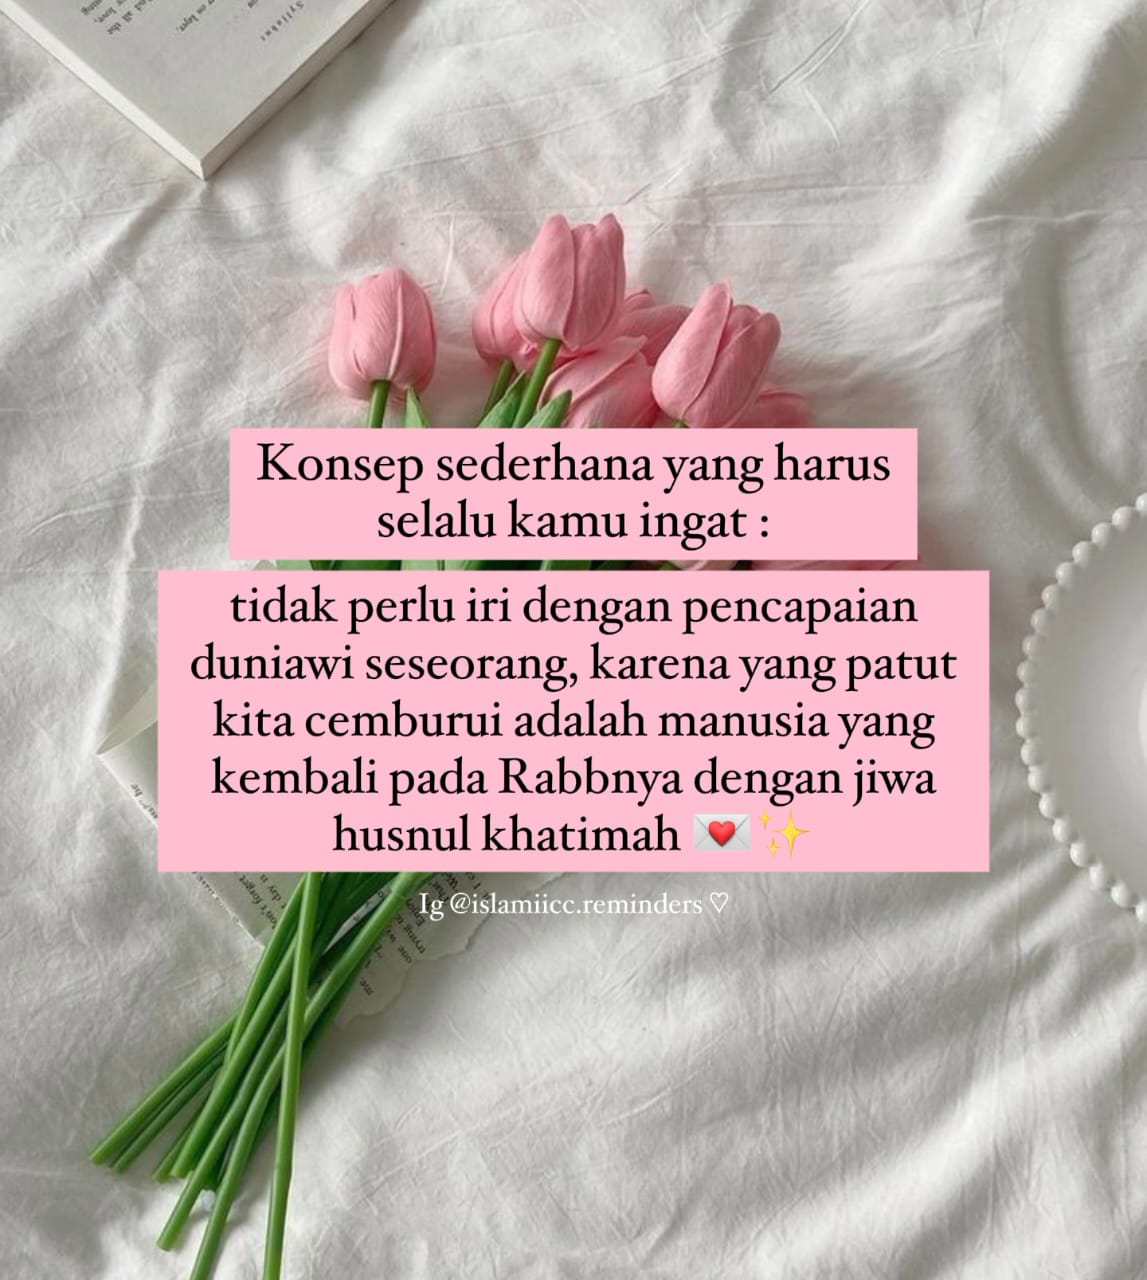 Konsep sederhana yang harus
selalu kamu ingat :
tidak perlu iri dengan pencapaian
duniawi seseorang, karena yang patut
kita cemburui adalah manusia yang
kembali pada Rabbnya dengan jiwa
husnul khatimah 💌✨
Ig @islamiicc.reminders ♡